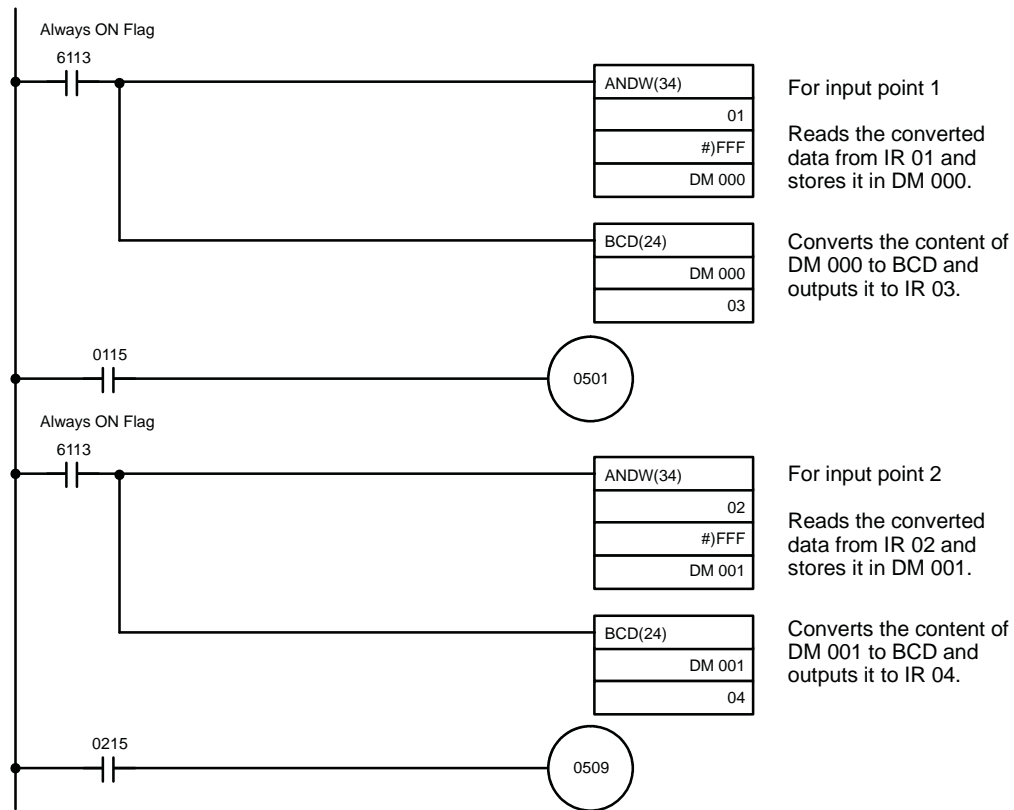 Always ON Flag
6113
ANDW(34)
01
#)FFF
DM 000
For input point 1
Reads the converted
data from IR 01 and
stores it in DM 000.
BCD(24)
DM 000
03
Converts the content of
DM 000 to BCD and
outputs it to IR 03.
0115
0501
Always ON Flag
6113
ANDW(34)
02
#)FFF
DM 001
For input point 2
Reads the converted
data from IR 02 and
stores it in DM 001.
BCD(24)
DM 001
04
Converts the content of
DM 001 to BCD and
outputs it to IR 04.
0215
0509